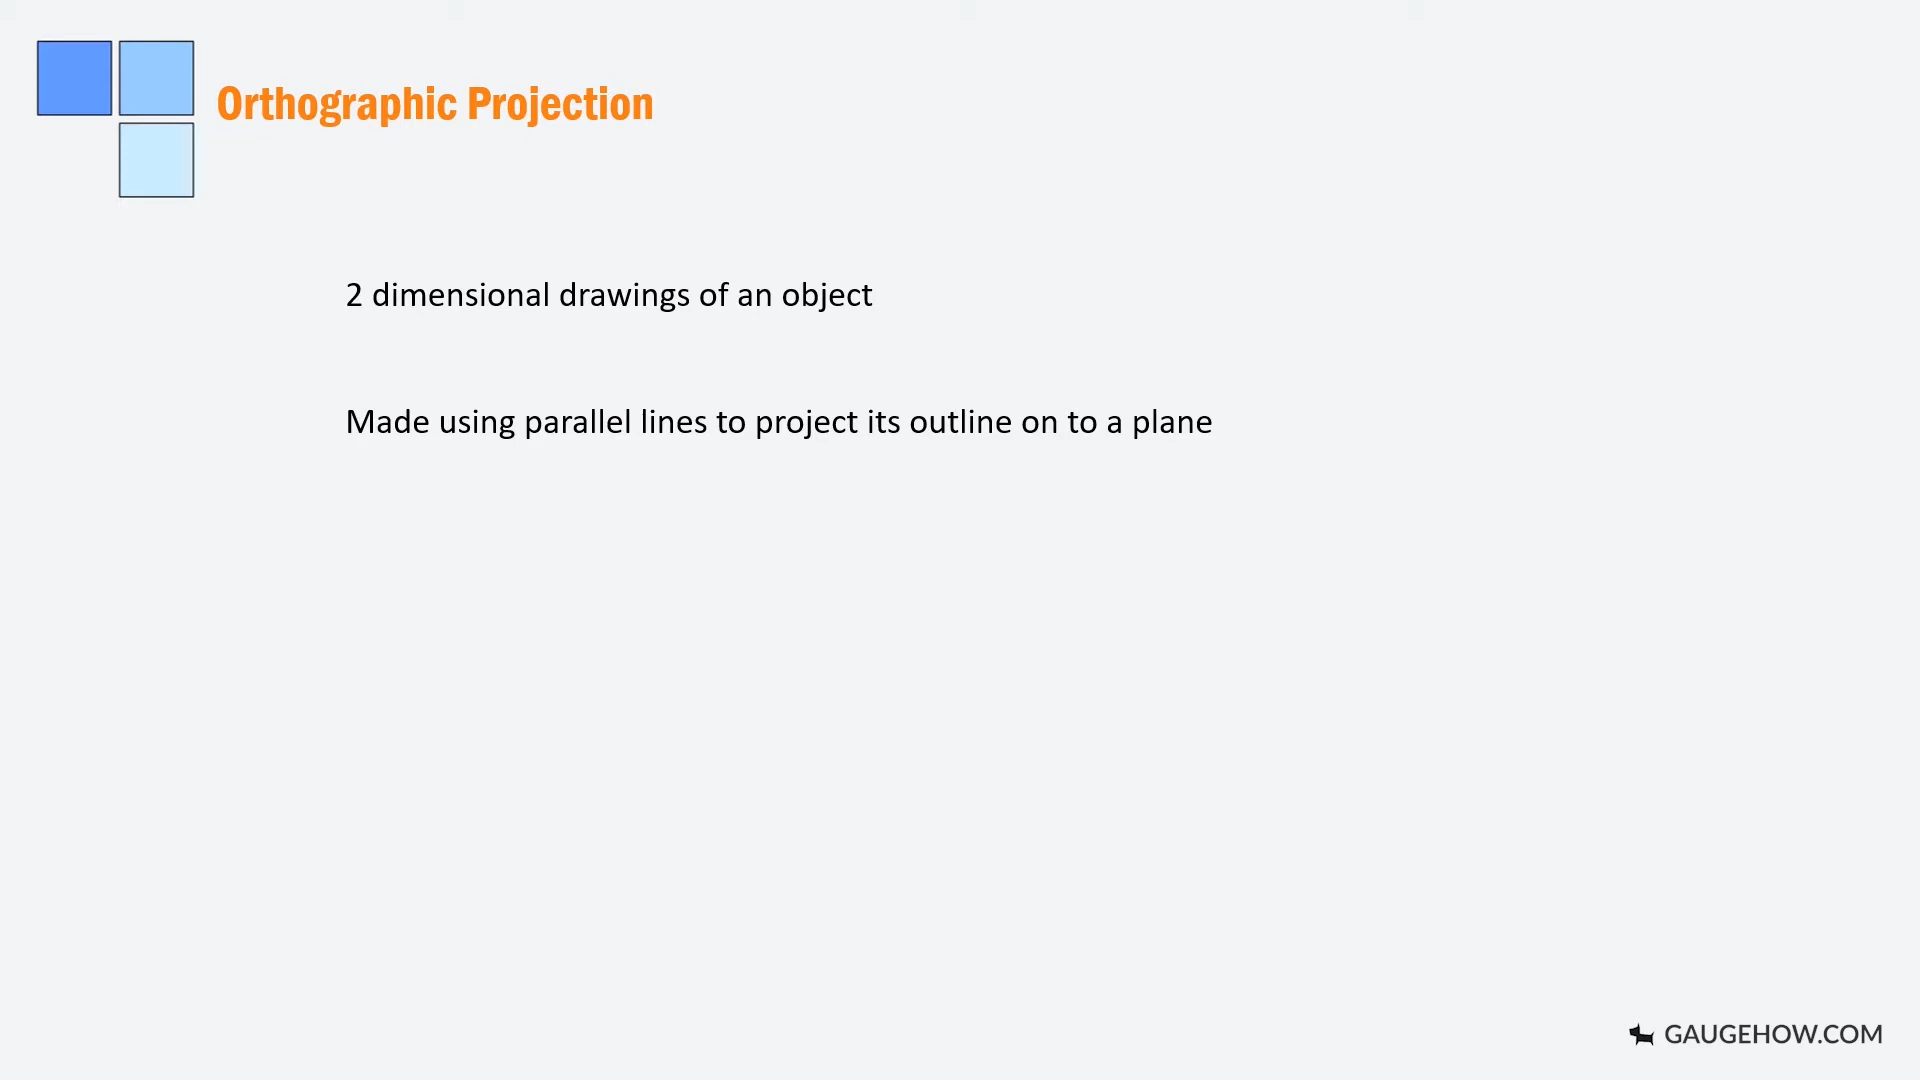 Orthographic Projection
2 dimensional drawings of an object
Made using parallel lines to project its outline on to a plane
GAUGEHOW.COM